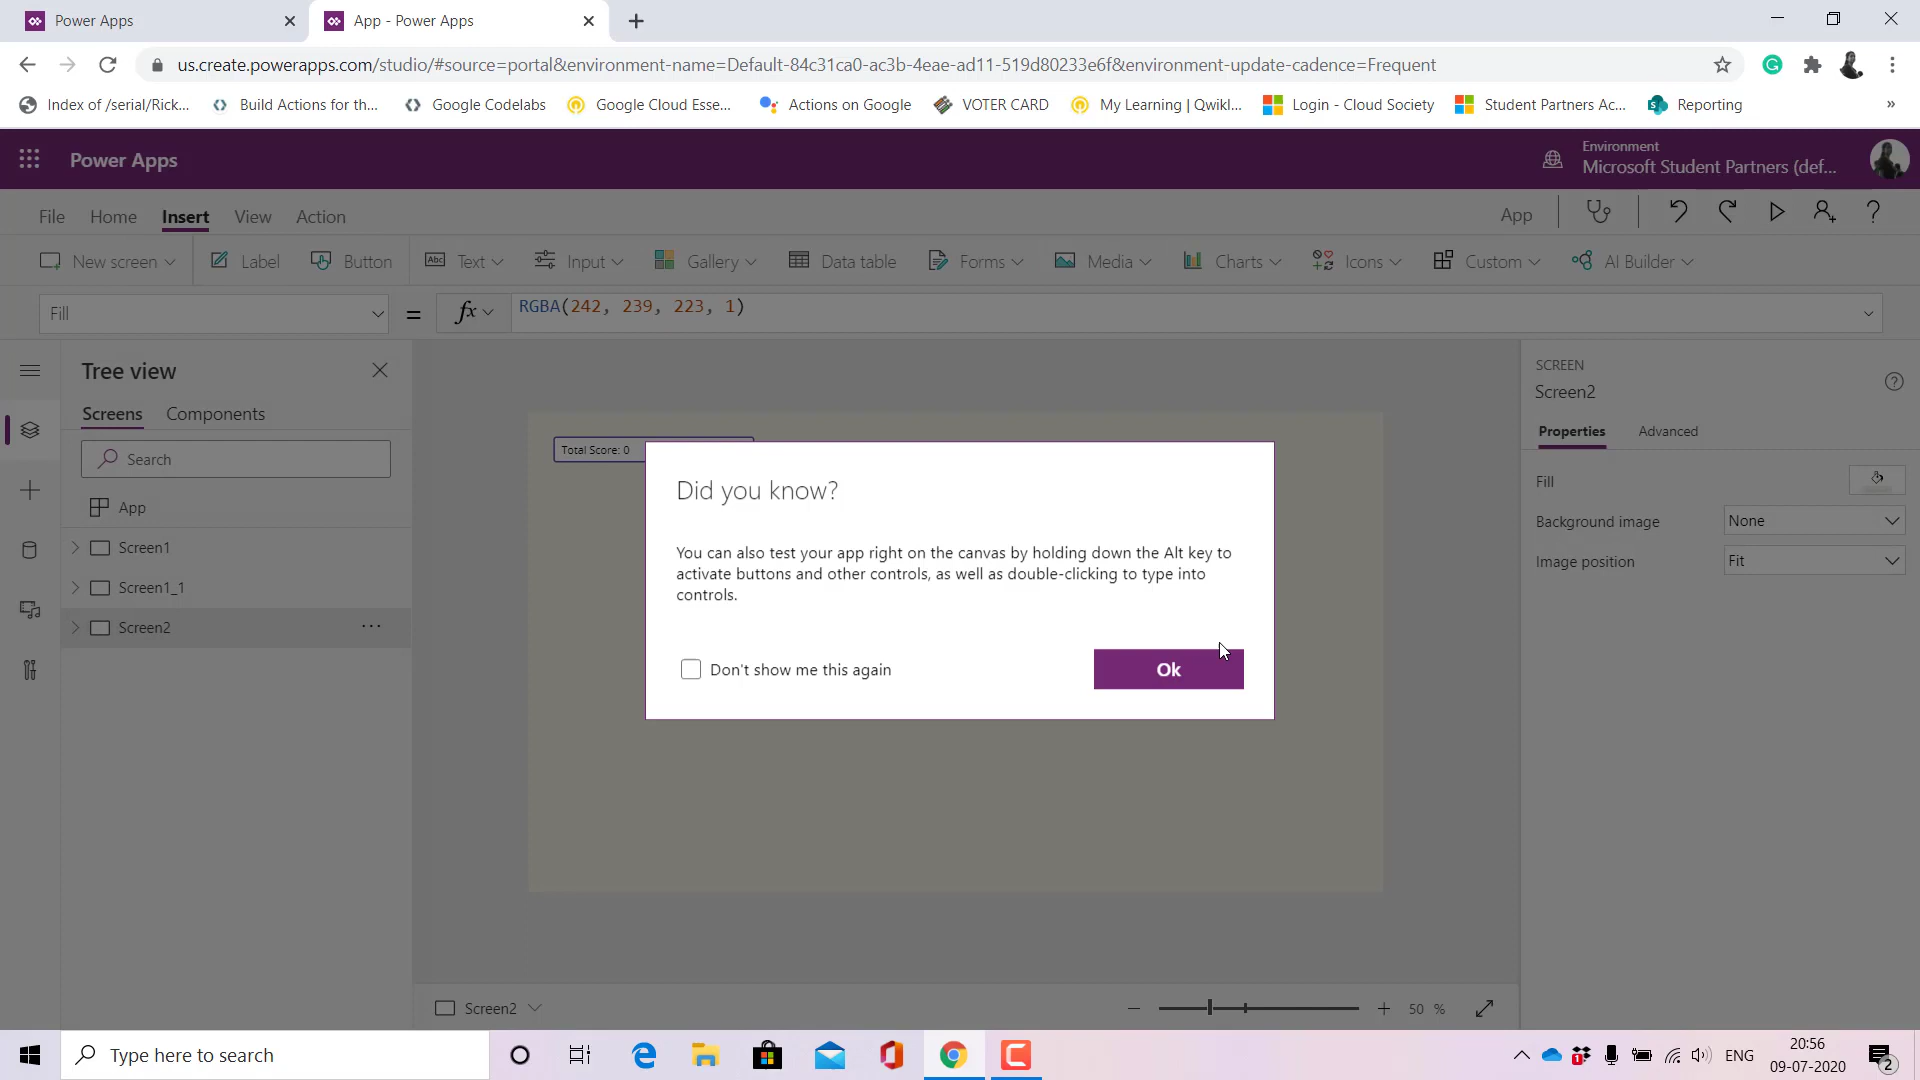 Power Apps
App - Power Apps
us.create.powerapps.com/studio/#source=portal&environment-name=Default-84c31ca0-ac3b-4eae-ad11-519d80233e6f&environment-update-cadence=Frequent
Index of /serial/Rick... Build Actions for th... Google Codelabs Google Cloud Esse... Actions on Google VOTER CARD My Learning | Qwikl... Login - Cloud Society Student Partners Ac... Reporting »
Power Apps
Environment
Microsoft Student Partners (def...
File Home Insert View Action App
New screen Label Button Abc Text Input Gallery Data table Forms Media Charts Icons Custom AI Builder
Fill = fx RGBA(242, 239, 223, 1)
Tree view
Screens Components
Search
App
Screen1
Screen1_1
Screen2 ...
Total Score: 0
Did you know?
You can also test your app right on the canvas by holding down the Alt key to
activate buttons and other controls, as well as double-clicking to type into
controls.
Don't show me this again
Ok
SCREEN
Screen2
Properties Advanced
Fill
Background image None
Image position Fit
Screen2
50 %
Type here to search
1
ENG
20:56
09-07-2020
2